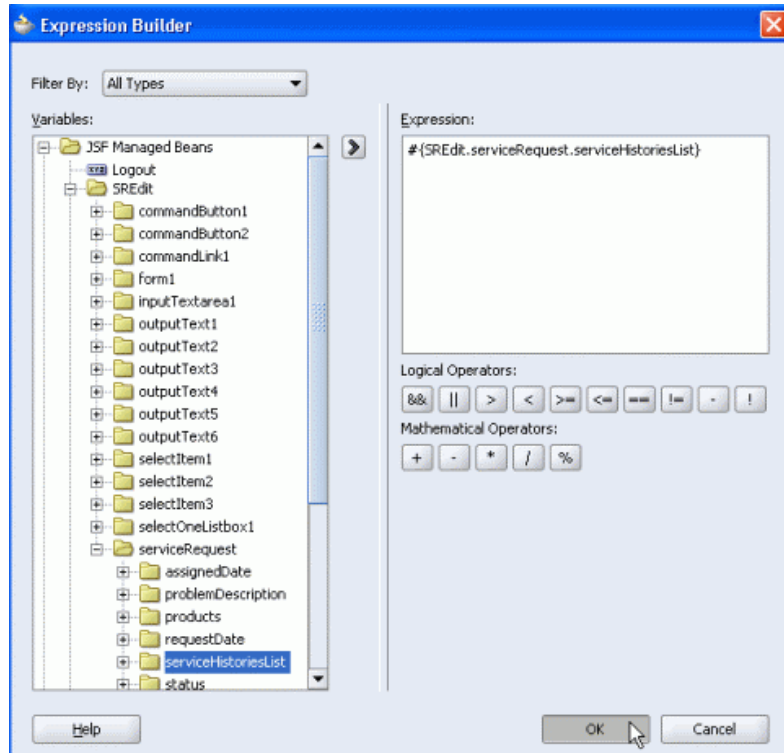 Expression Builder
Filter By: All Types
Variables:
JSF Managed Beans
xyz Logout
SREdit
commandButton1
commandButton2
commandLink1
form1
inputTextarea1
outputText1
outputText2
outputText3
outputText4
outputText5
outputText6
selectItem1
selectItem2
selectItem3
selectOneListbox1
serviceRequest
assignedDate
problemDescription
products
requestDate
serviceHistoriesList
status
Expression:
#{SREdit.serviceRequest.serviceHistoriesList}
Logical Operators:
&& || > < >= <= == != - !
Mathematical Operators:
+ - * / %
Help OK Cancel